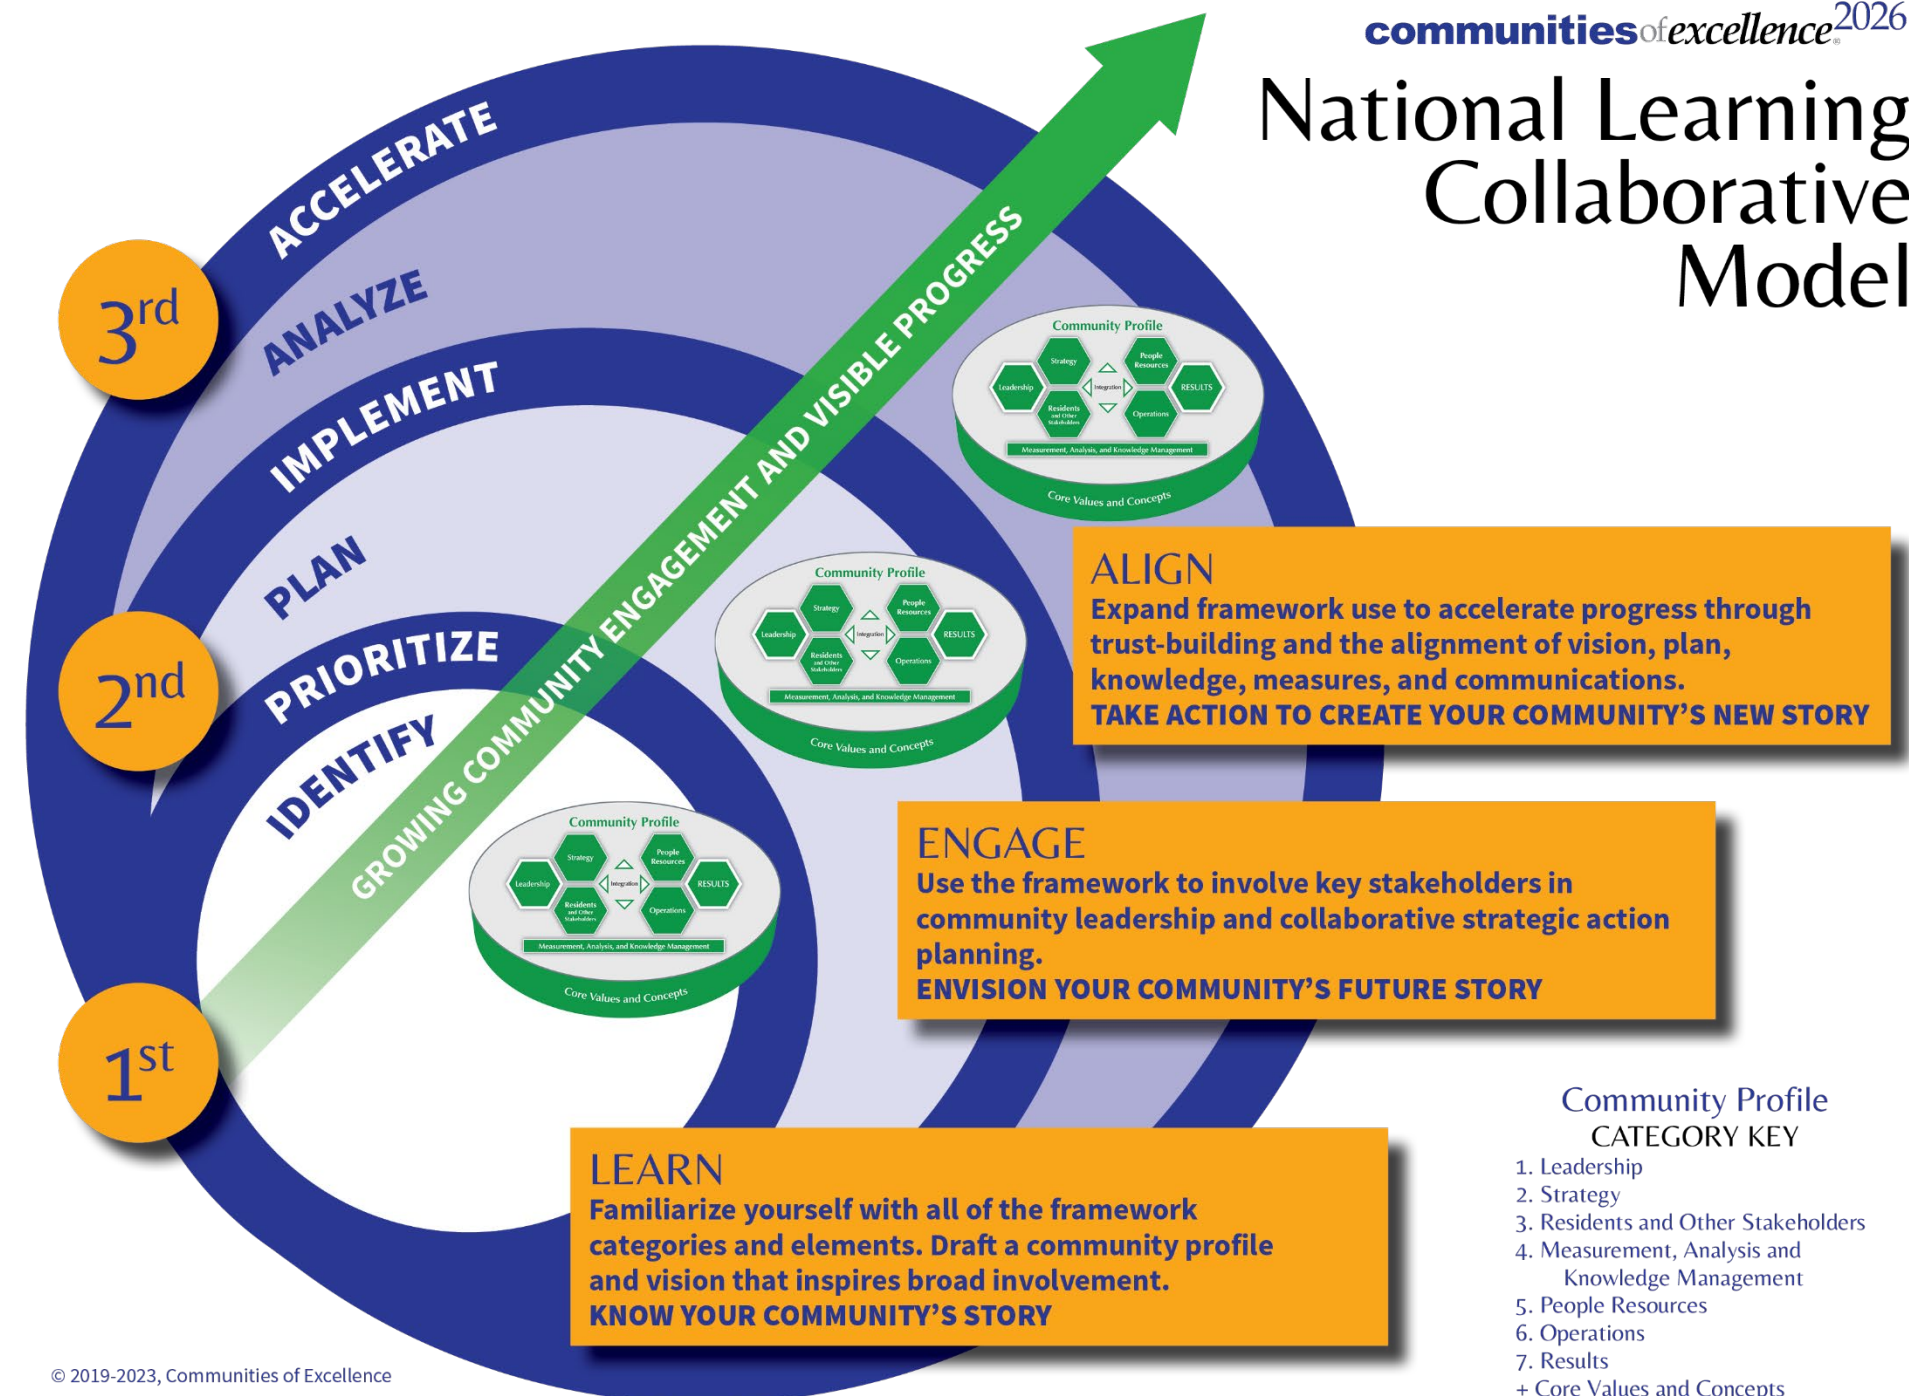 communitiesofexcellence2026
National Learning
Collaborative
Model
ACCELERATE
ANALYZE
IMPLEMENT
PLAN
PRIORITIZE
IDENTIFY
3rd
2nd
1st
GROWING COMMUNITY ENGAGEMENT AND VISIBLE PROGRESS
Community Profile
Strategy
People
Resources
Leadership
Integration
RESULTS
Residents
and Other
Stakeholders
Operations
Measurement, Analysis, and Knowledge Management
Core Values and Concepts
ALIGN
Expand framework use to accelerate progress through
trust-building and the alignment of vision, plan,
knowledge, measures, and communications.
TAKE ACTION TO CREATE YOUR COMMUNITY'S NEW STORY
Community Profile
Strategy
People
Resources
Leadership
Integration
RESULTS
Residents
and Other
Stakeholders
Operations
Measurement, Analysis, and Knowledge Management
Core Values and Concepts
ENGAGE
Use the framework to involve key stakeholders in
community leadership and collaborative strategic action
planning.
ENVISION YOUR COMMUNITY'S FUTURE STORY
Community Profile
Strategy
People
Resources
Leadership
Integration
RESULTS
Residents
and Other
Stakeholders
Operations
Measurement, Analysis, and Knowledge Management
Core Values and Concepts
LEARN
Familiarize yourself with all of the framework
categories and elements. Draft a community profile
and vision that inspires broad involvement.
KNOW YOUR COMMUNITY'S STORY
Community Profile
CATEGORY KEY
1. Leadership
2. Strategy
3. Residents and Other Stakeholders
4. Measurement, Analysis and
Knowledge Management
5. People Resources
6. Operations
7. Results
+ Core Values and Concepts
© 2019-2023, Communities of Excellence